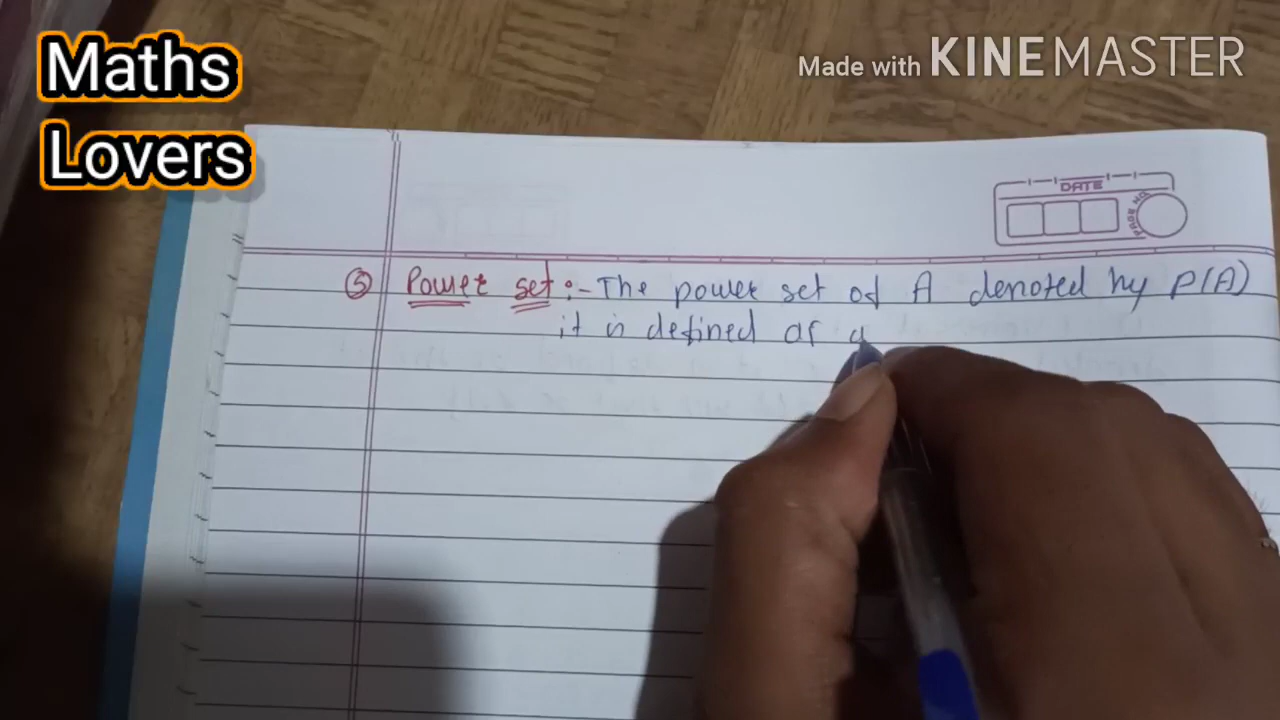 Maths
Lovers
Made with KINEMASTER
DATE
PAGE NO.
⑤ Power set :- The power set of A denoted by P(A)
it is defined as a